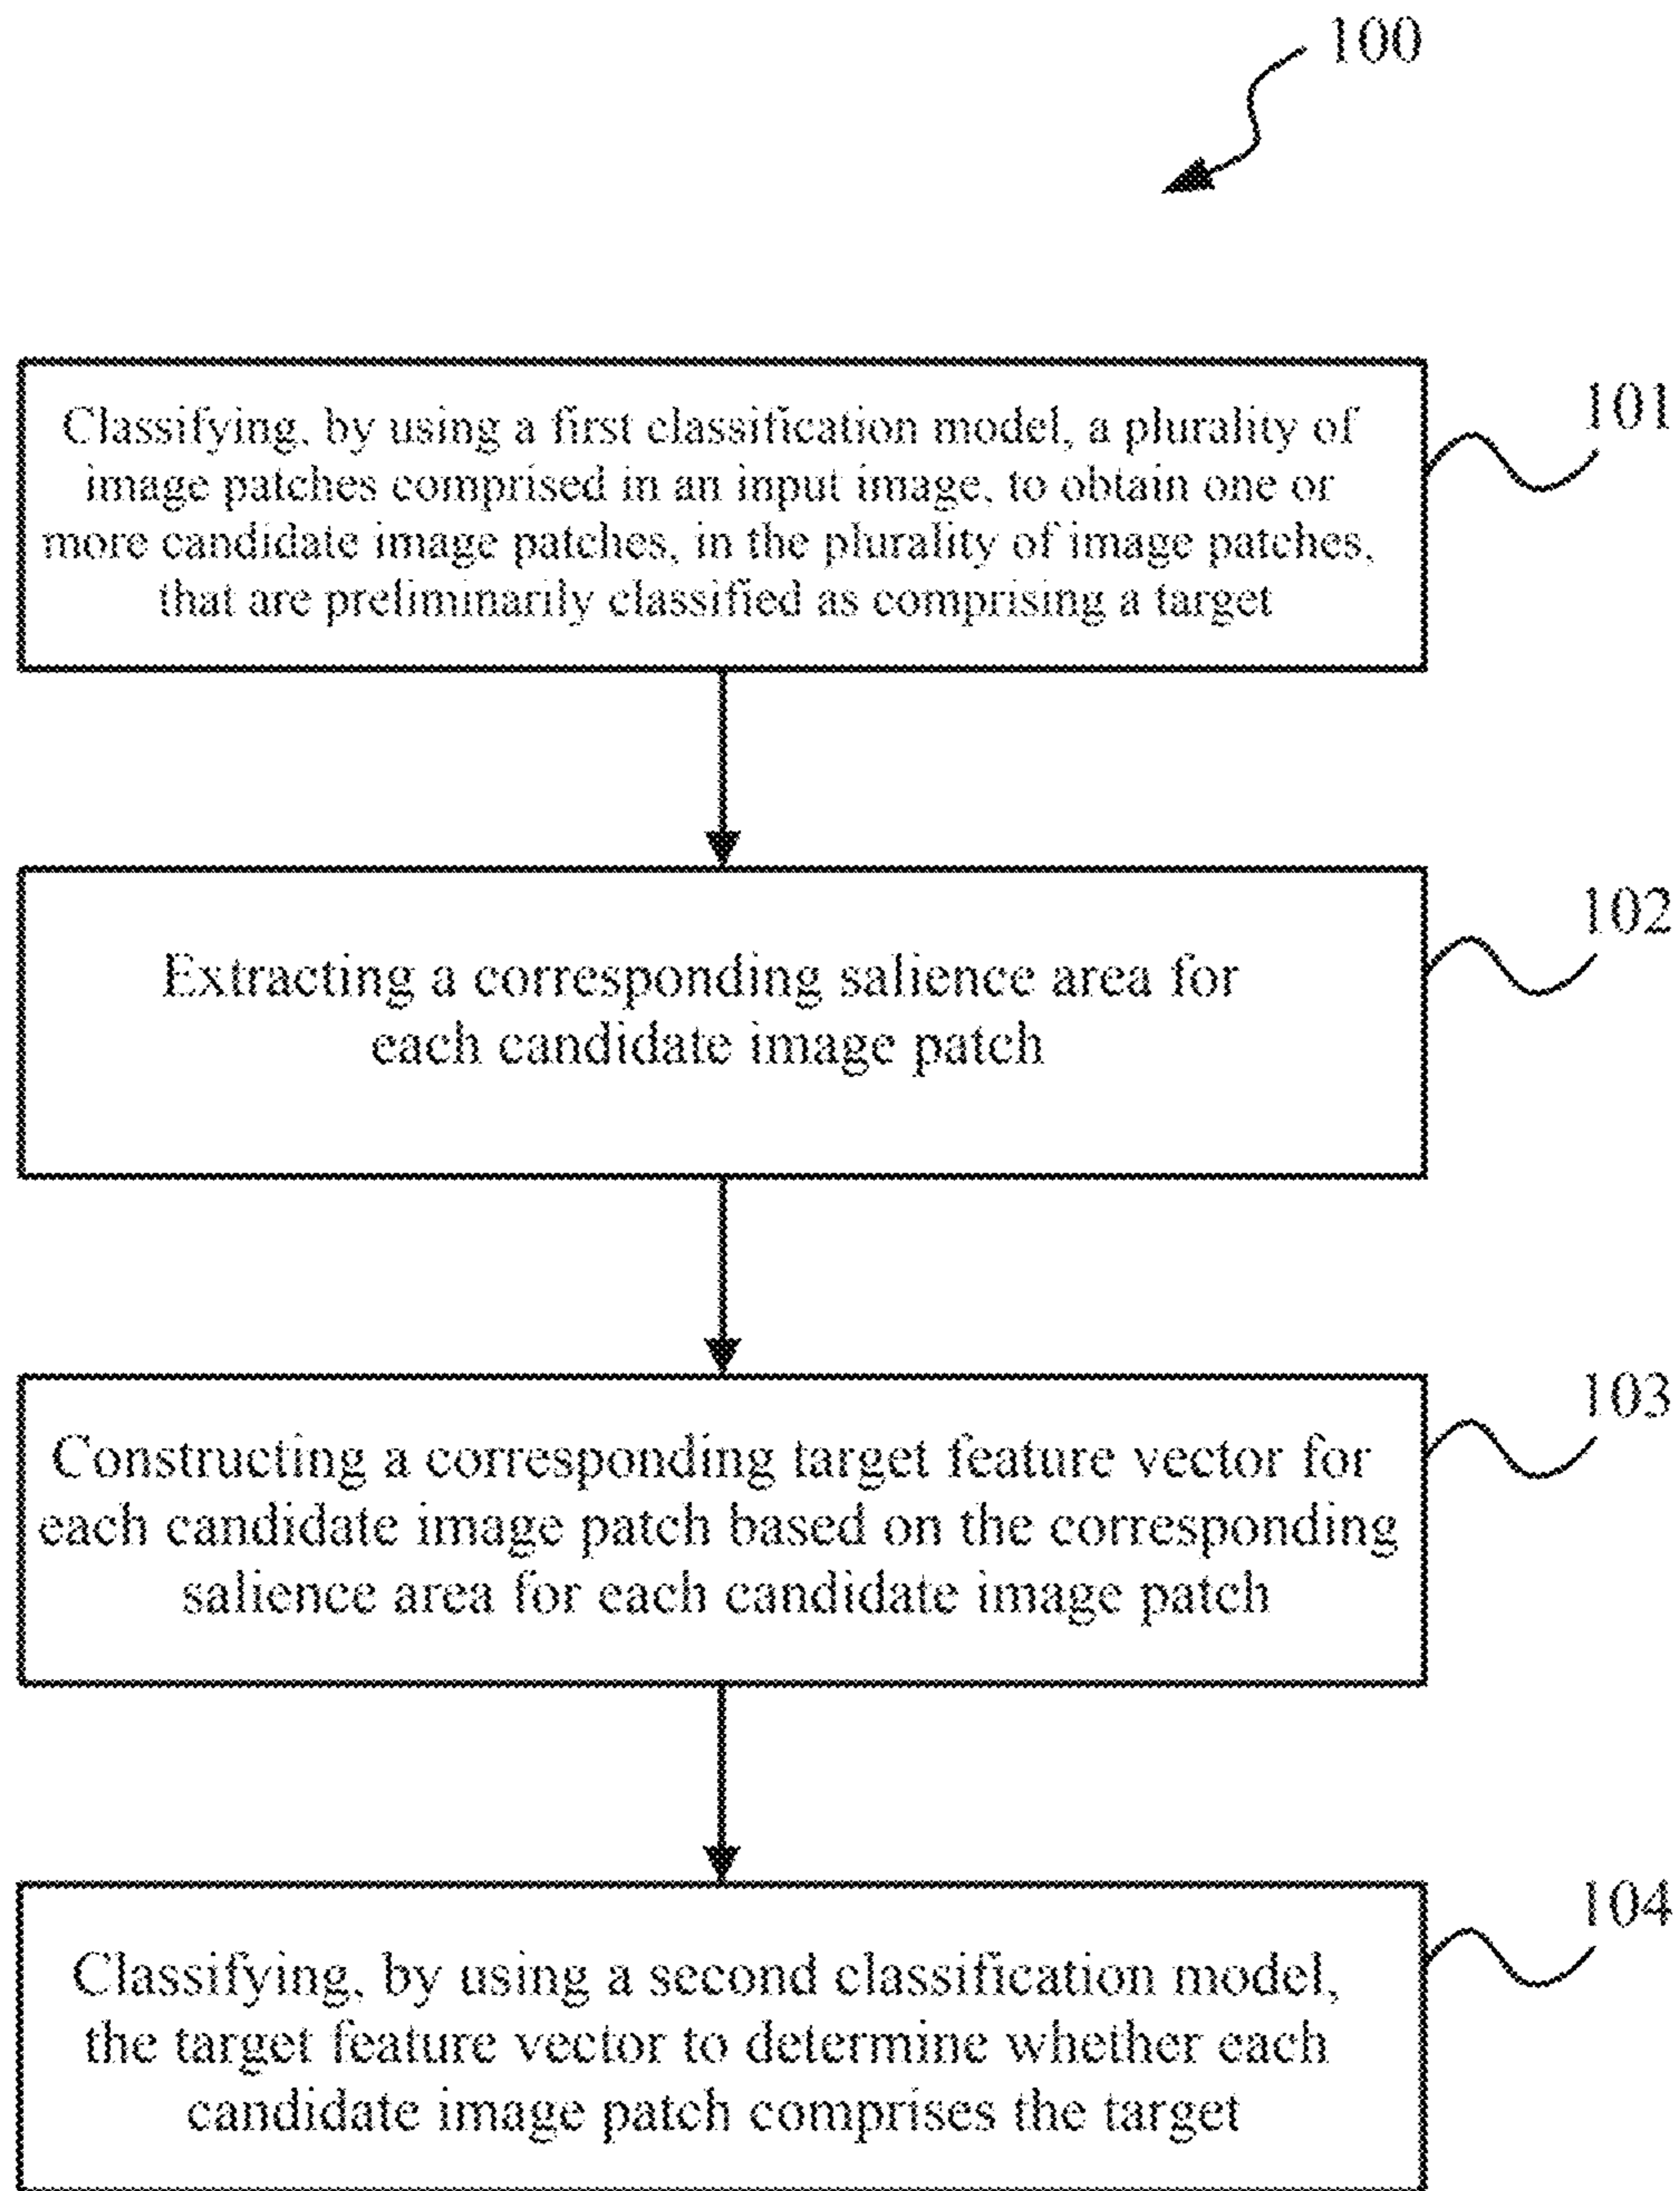 100
Classifying, by using a first classification model, a plurality of
image patches comprised in an input image, to obtain one or
more candidate image patches, in the plurality of image patches,
that are preliminarily classified as comprising a target
101
Extracting a corresponding salience area for
each candidate image patch
102
Constructing a corresponding target feature vector for
each candidate image patch based on the corresponding
salience area for each candidate image patch
103
Classifying, by using a second classification model,
the target feature vector to determine whether each
candidate image patch comprises the target
104